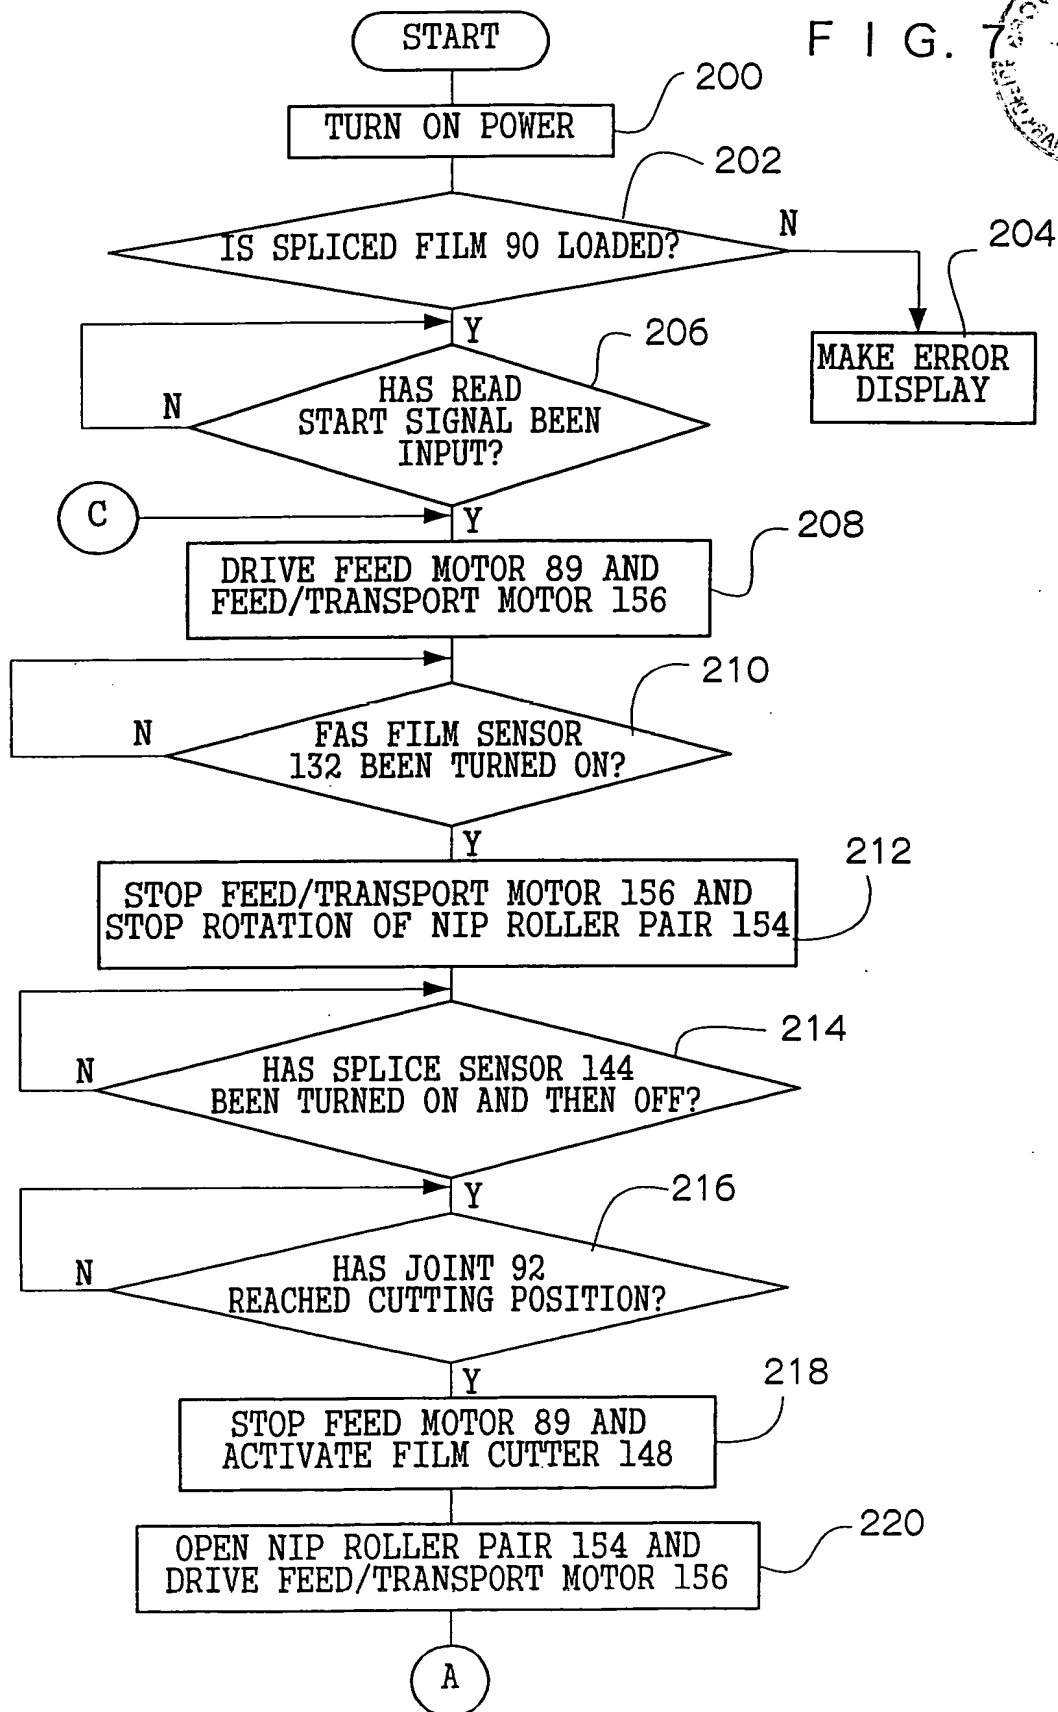 START
F I G. 7
200
TURN ON POWER
202
IS SPLICED FILM 90 LOADED?
N
204
Y
206
MAKE ERROR
DISPLAY
HAS READ
START SIGNAL BEEN
INPUT?
N
C
Y
208
DRIVE FEED MOTOR 89 AND
FEED/TRANSPORT MOTOR 156
210
N
FAS FILM SENSOR
132 BEEN TURNED ON?
Y
212
STOP FEED/TRANSPORT MOTOR 156 AND
STOP ROTATION OF NIP ROLLER PAIR 154
214
N
HAS SPLICE SENSOR 144
BEEN TURNED ON AND THEN OFF?
Y
216
N
HAS JOINT 92
REACHED CUTTING POSITION?
Y
218
STOP FEED MOTOR 89 AND
ACTIVATE FILM CUTTER 148
220
OPEN NIP ROLLER PAIR 154 AND
DRIVE FEED/TRANSPORT MOTOR 156
A